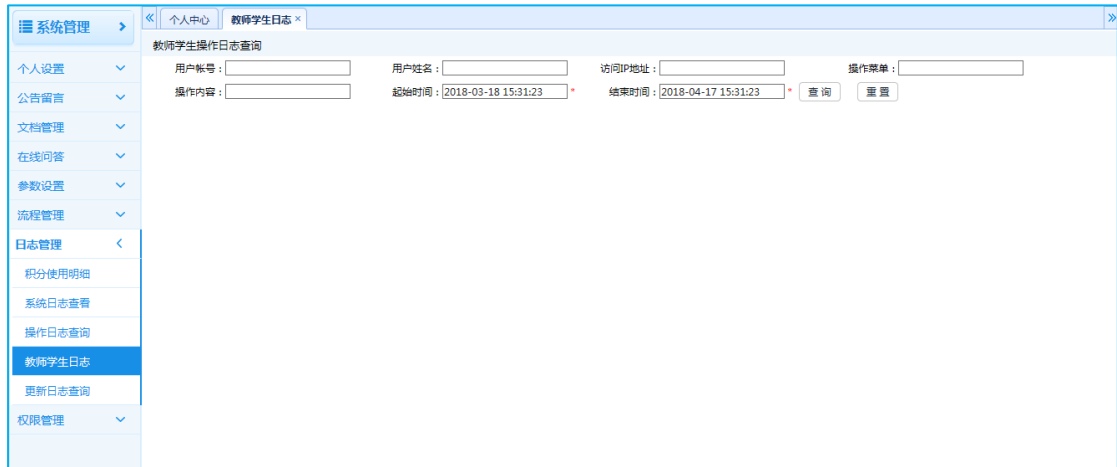 系统管理
个人中心 教师学生日志 ×
教师学生操作日志查询
用户帐号： 用户姓名： 访问IP地址： 操作菜单：
操作内容： 起始时间：2018-03-18 15:31:23 * 结束时间：2018-04-17 15:31:23 * 查询 重置
个人设置
公告留言
文档管理
在线问答
参数设置
流程管理
日志管理
积分使用明细
系统日志查看
操作日志查询
教师学生日志
更新日志查询
权限管理